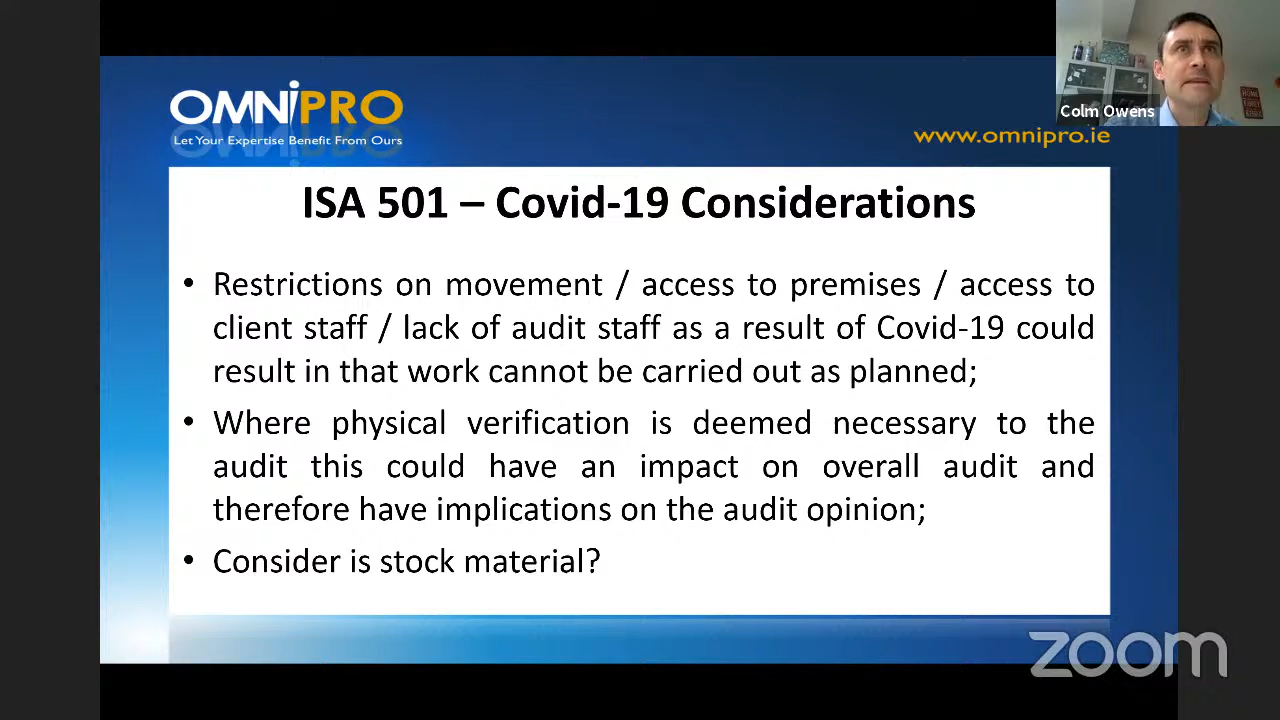 OMNIPRO
Let Your Expertise Benefit From Ours
Colm Owens
www.omnipro.ie
ISA 501 – Covid-19 Considerations
• Restrictions on movement / access to premises / access to
client staff / lack of audit staff as a result of Covid-19 could
result in that work cannot be carried out as planned;
• Where physical verification is deemed necessary to the
audit this could have an impact on overall audit and
therefore have implications on the audit opinion;
• Consider is stock material?
zoom